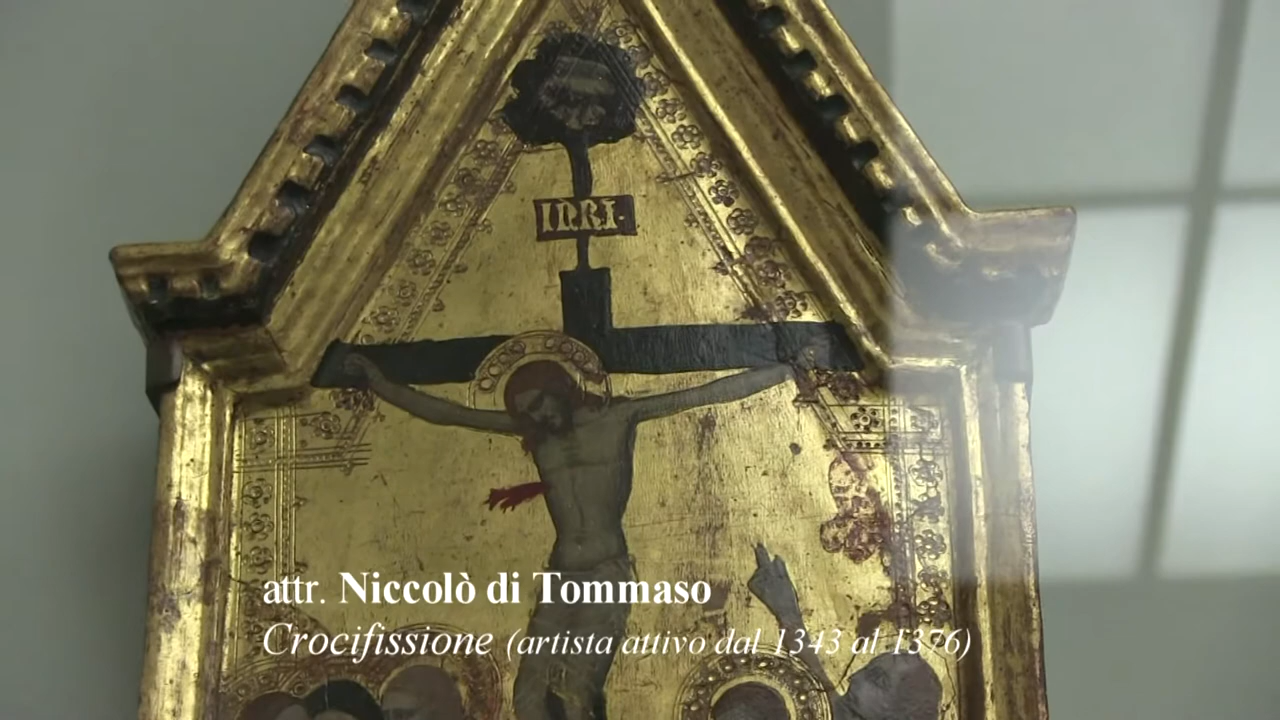 INRI·
attr. Niccolò di Tommaso
Crocifissione (artista attivo dal 1343 al 1376)